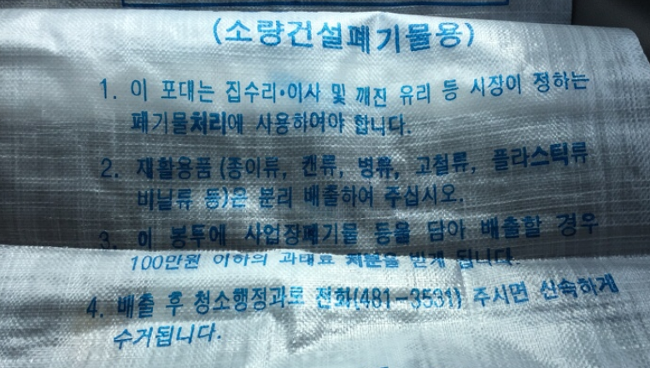 (소량건설폐기물용)
1. 이 포대는 집수리·이사 및 깨진 유리 등 시장이 정하는
폐기물처리에 사용하여야 합니다.
2. 재활용품 (종이류, 캔류, 병류, 고철류, 플라스틱류
비닐류 등)은 분리 배출하여 주십시오.
3. 이 봉투에 사업장폐기물 등을 담아 배출할 경우
100만원 이하의 과태료 처분을 받게 됩니다.
4. 배출 후 청소행정과로 전화(481-3531) 주시면 신속하게
수거됩니다.